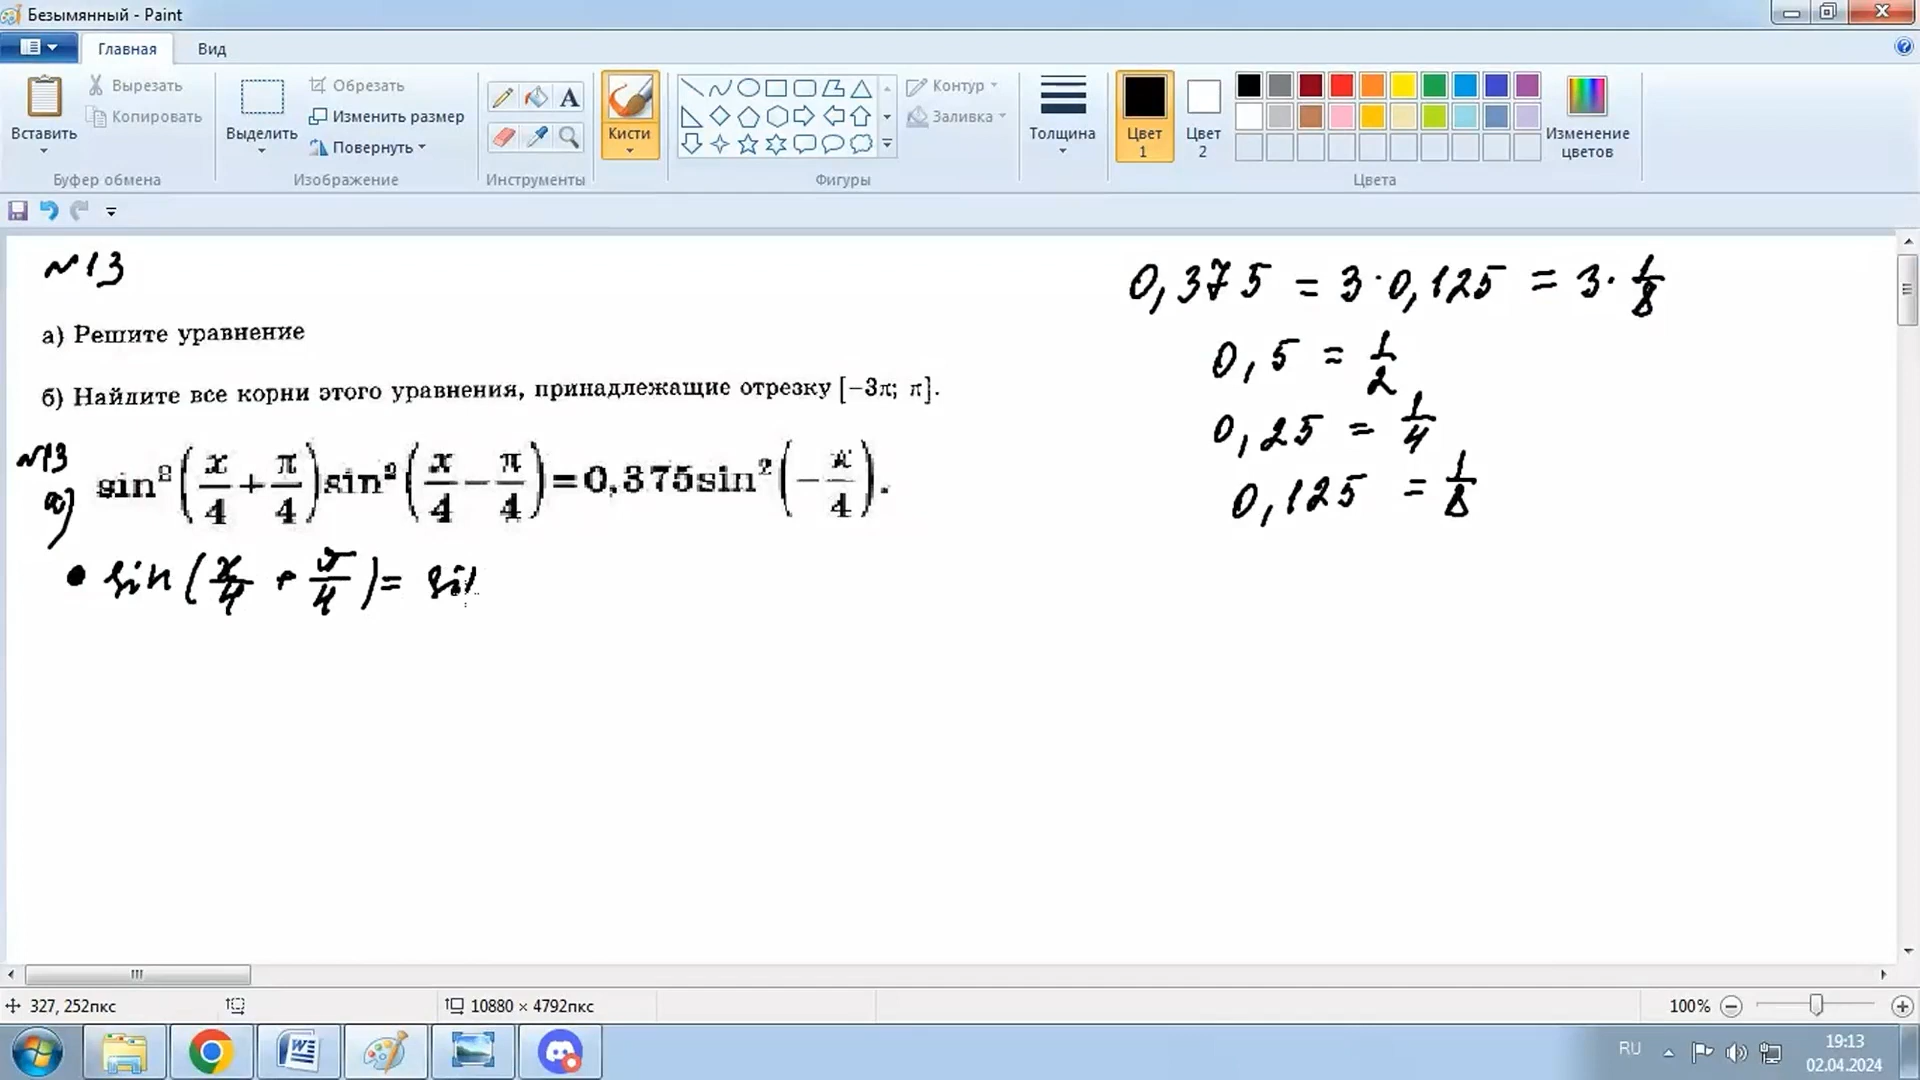 Безымянный - Paint
Главная
Вид
Вставить
Вырезать
Копировать
Буфер обмена
Выделить
Обрезать
Изменить размер
Повернуть
Изображение
Инструменты
Кисти
Фигуры
Контур
Заливка
Толщина
Цвет 1
Цвет 2
Изменение цветов
Цвета
№13
а) Решите уравнение
б) Найдите все корни этого уравнения, принадлежащие отрезку [−3π; π].
№13
а) sin²(x/4 + π/4) sin²(x/4 − π/4) = 0,375 sin²(−π/4).
• sin(x/4 + π/4) = sin
0,375 = 3·0,125 = 3·1/8
0,5 = 1/2
0,25 = 1/4
0,125 = 1/8
327, 252пкс
10880 × 4792пкс
100%
RU
19:13
02.04.2024